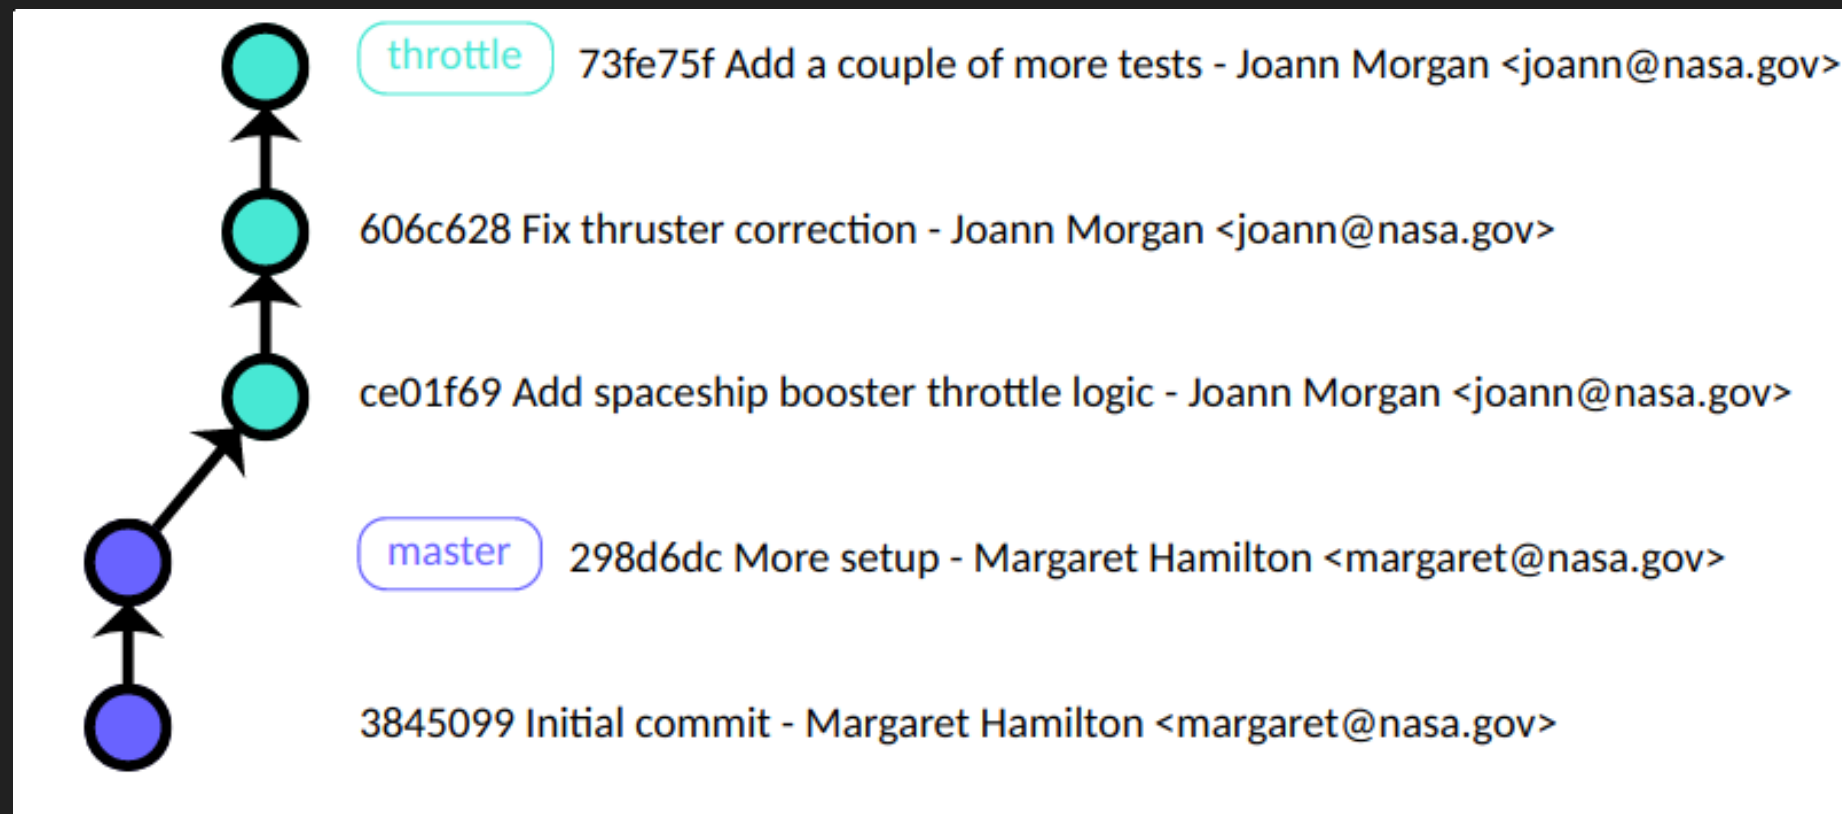 throttle 73fe75f Add a couple of more tests - Joann Morgan <joann@nasa.gov>
606c628 Fix thruster correction - Joann Morgan <joann@nasa.gov>
ce01f69 Add spaceship booster throttle logic - Joann Morgan <joann@nasa.gov>
master 298d6dc More setup - Margaret Hamilton <margaret@nasa.gov>
3845099 Initial commit - Margaret Hamilton <margaret@nasa.gov>